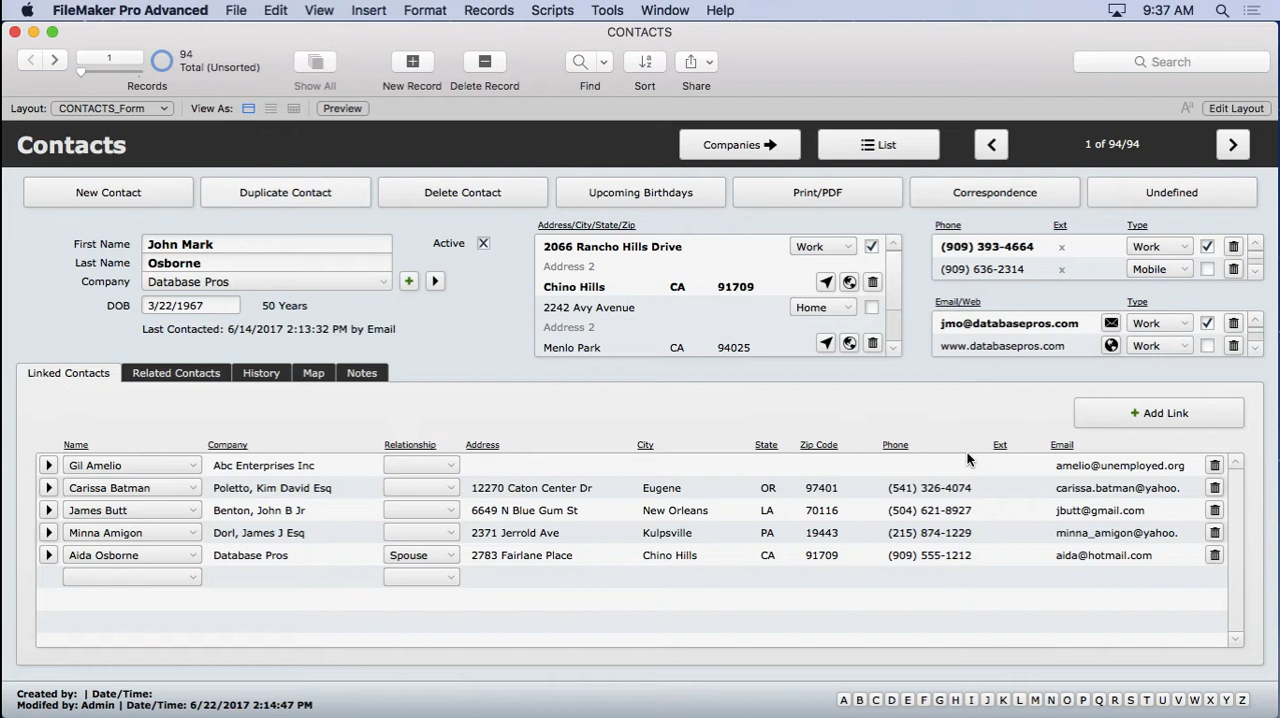 FileMaker Pro Advanced File Edit View Insert Format Records Scripts Tools Window Help 9:37 AM
CONTACTS
1 94 Total (Unsorted) Search
Records Show All New Record Delete Record Find Sort Share
Layout: CONTACTS_Form View As: Preview Aa Edit Layout
Contacts Companies List 1 of 94/94
New Contact Duplicate Contact Delete Contact Upcoming Birthdays Print/PDF Correspondence Undefined
First Name John Mark
Last Name Osborne
Company Database Pros
DOB 3/22/1967 50 Years
Last Contacted: 6/14/2017 2:13:32 PM by Email
Active X
Address/City/State/Zip
2066 Rancho Hills Drive Work
Address 2
Chino Hills CA 91709
2242 Avy Avenue Home
Address 2
Menlo Park CA 94025
Phone Ext Type
(909) 393-4664 x Work
(909) 636-2314 x Mobile
Email/Web Type
jmo@databasepros.com Work
www.databasepros.com Work
Linked Contacts Related Contacts History Map Notes
+ Add Link
Name Company Relationship Address City State Zip Code Phone Ext Email
Gil Amelio Abc Enterprises Inc amelio@unemployed.org
Carissa Batman Poletto, Kim David Esq 12270 Caton Center Dr Eugene OR 97401 (541) 326-4074 carissa.batman@yahoo.
James Butt Benton, John B Jr 6649 N Blue Gum St New Orleans LA 70116 (504) 621-8927 jbutt@gmail.com
Minna Amigon Dorl, James J Esq 2371 Jerrold Ave Kulpsville PA 19443 (215) 874-1229 minna_amigon@yahoo.
Aida Osborne Database Pros Spouse 2783 Fairlane Place Chino Hills CA 91709 (909) 555-1212 aida@hotmail.com
Created by: | Date/Time:
Modifed by: Admin | Date/Time: 6/22/2017 2:14:47 PM
A B C D E F G H I J K L M N O P Q R S T U V W X Y Z